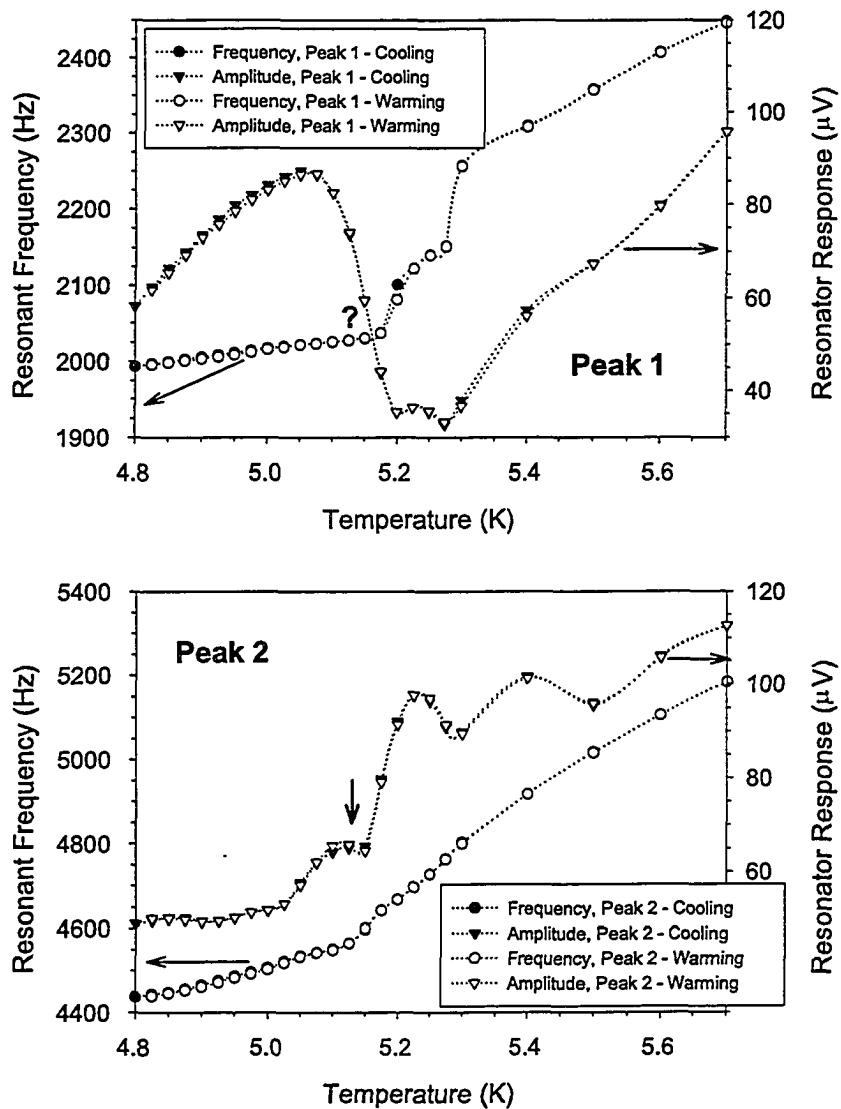 Frequency, Peak 1 - Cooling
Amplitude, Peak 1 - Cooling
Frequency, Peak 1 - Warming
Amplitude, Peak 1 - Warming
Resonant Frequency (Hz)
2400
2300
2200
2100
2000
1900
Resonator Response (μV)
120
100
80
60
40
?
Peak 1
4.8 5.0 5.2 5.4 5.6
Temperature (K)
Peak 2
Resonant Frequency (Hz)
5400
5200
5000
4800
4600
4400
Resonator Response (μV)
120
100
80
60
Frequency, Peak 2 - Cooling
Amplitude, Peak 2 - Cooling
Frequency, Peak 2 - Warming
Amplitude, Peak 2 - Warming
4.8 5.0 5.2 5.4 5.6
Temperature (K)